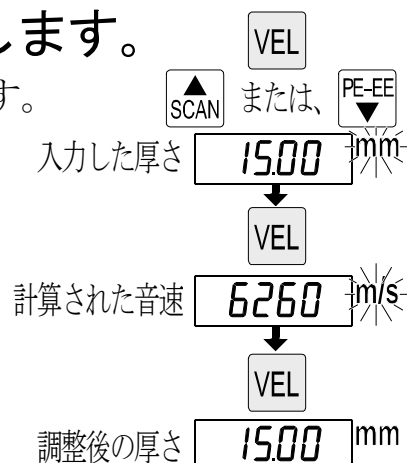 します。
VEL
す。
▲
SCAN または、 PE-EE
▼
入力した厚さ 15.00 mm
VEL
計算された音速 6260 m/s
VEL
調整後の厚さ 15.00 mm